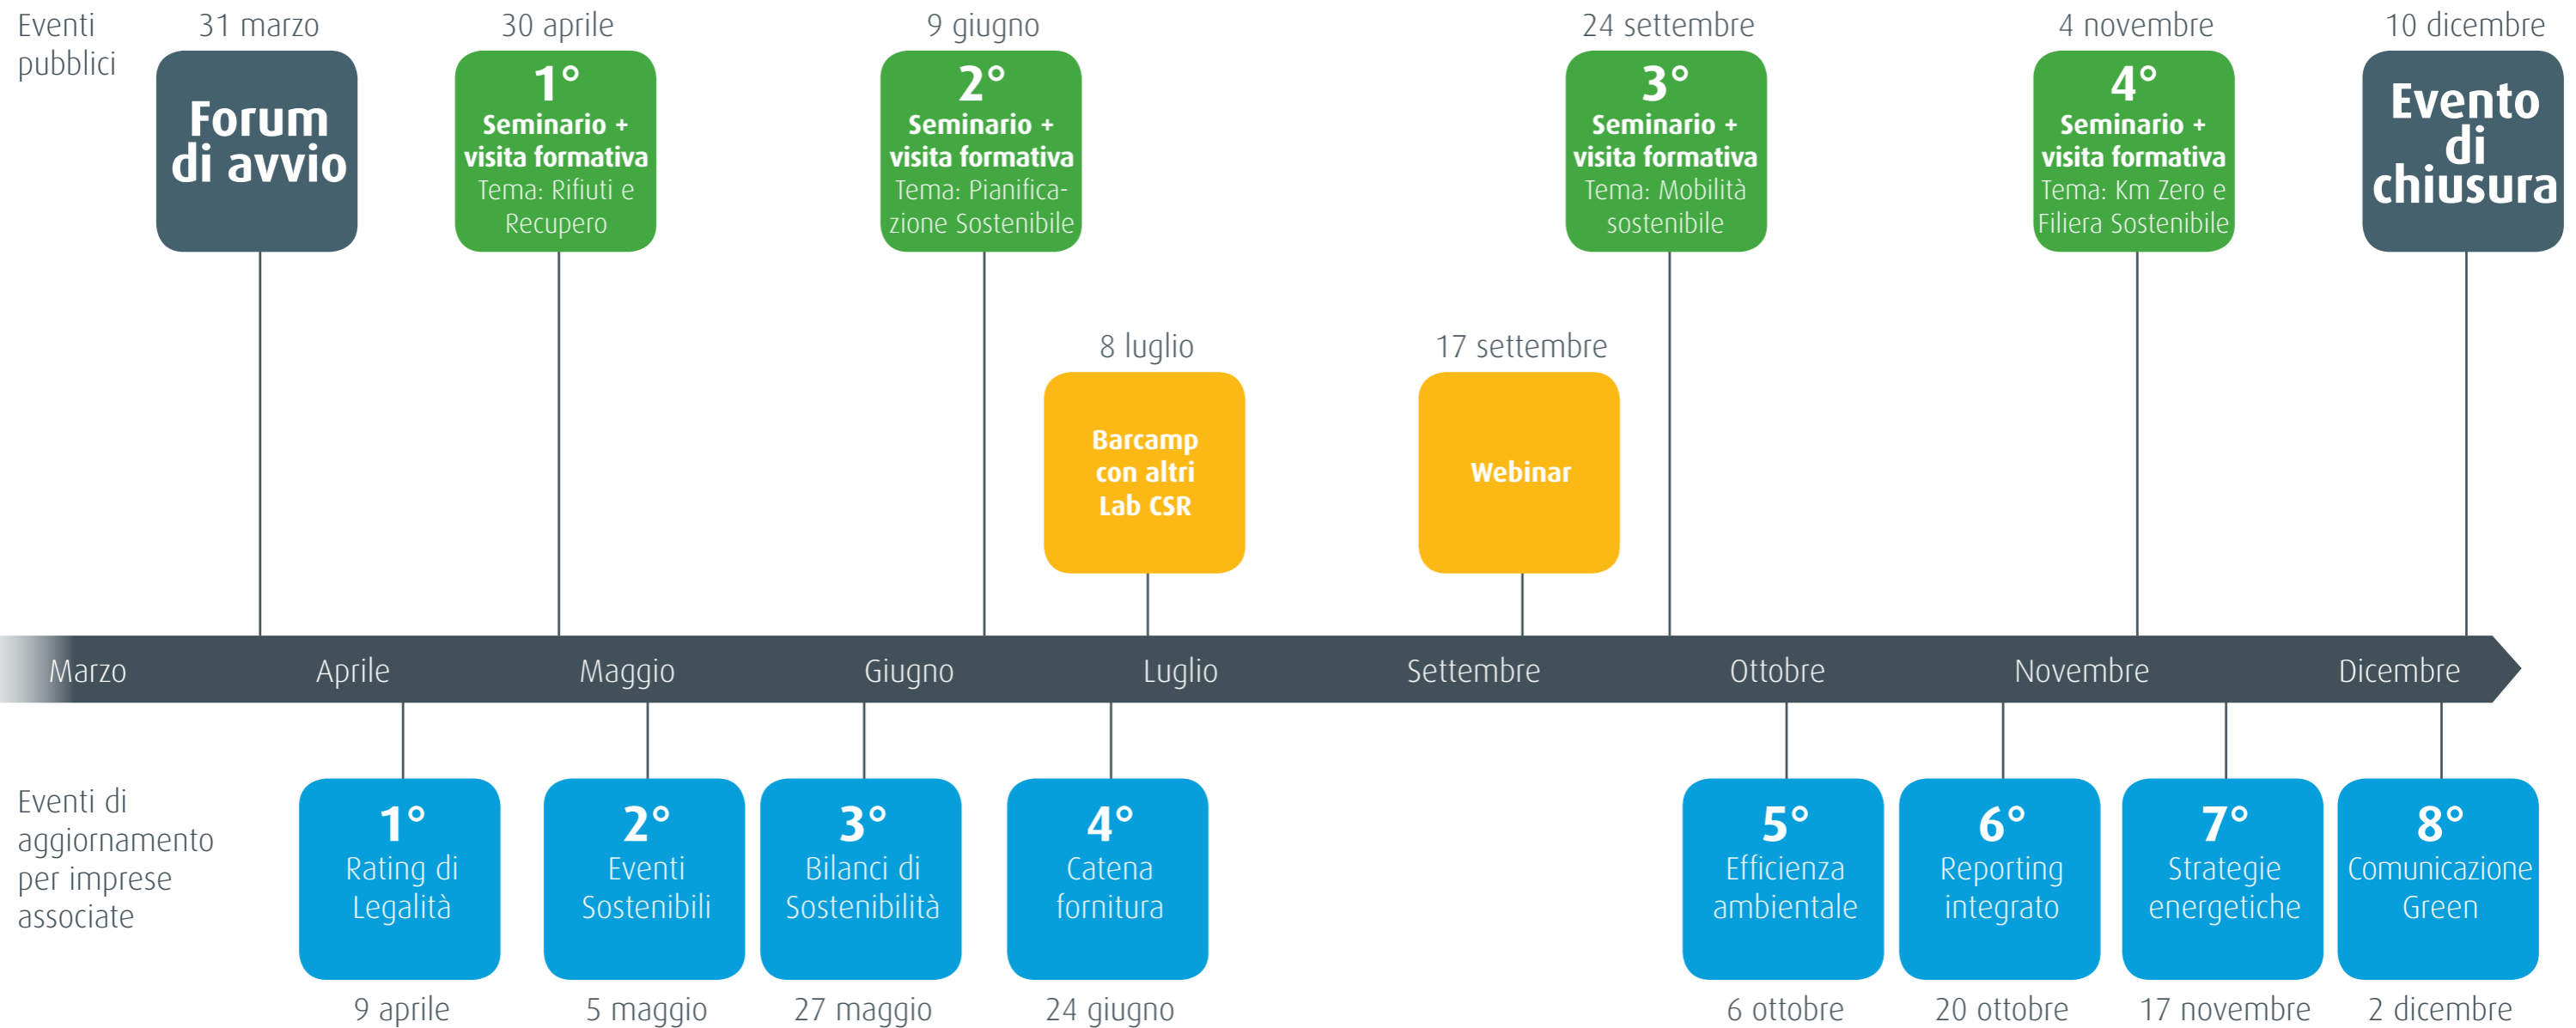 Eventi
pubblici
31 marzo
Forum
di avvio
30 aprile
1°
Seminario +
visita formativa
Tema: Rifiuti e
Recupero
9 giugno
2°
Seminario +
visita formativa
Tema: Pianifica-
zione Sostenibile
24 settembre
3°
Seminario +
visita formativa
Tema: Mobilità
sostenibile
4 novembre
4°
Seminario +
visita formativa
Tema: Km Zero e
Filiera Sostenibile
10 dicembre
Evento
di
chiusura
8 luglio
Barcamp
con altri
Lab CSR
17 settembre
Webinar
Marzo
Aprile
Maggio
Giugno
Luglio
Settembre
Ottobre
Novembre
Dicembre
Eventi di
aggiornamento
per imprese
associate
1°
Rating di
Legalità
9 aprile
2°
Eventi
Sostenibili
5 maggio
3°
Bilanci di
Sostenibilità
27 maggio
4°
Catena
fornitura
24 giugno
5°
Efficienza
ambientale
6 ottobre
6°
Reporting
integrato
20 ottobre
7°
Strategie
energetiche
17 novembre
8°
Comunicazione
Green
2 dicembre